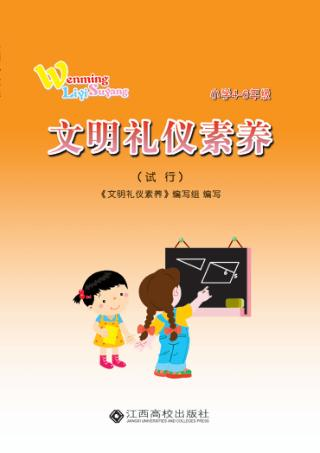 Wenming
LiYi Suyang
小学4-6年级
文明礼仪素养
（试 行）
《文明礼仪素养》编写组 编写
江西高校出版社
JIANGXI UNIVERSITIES AND COLLEGES PRESS